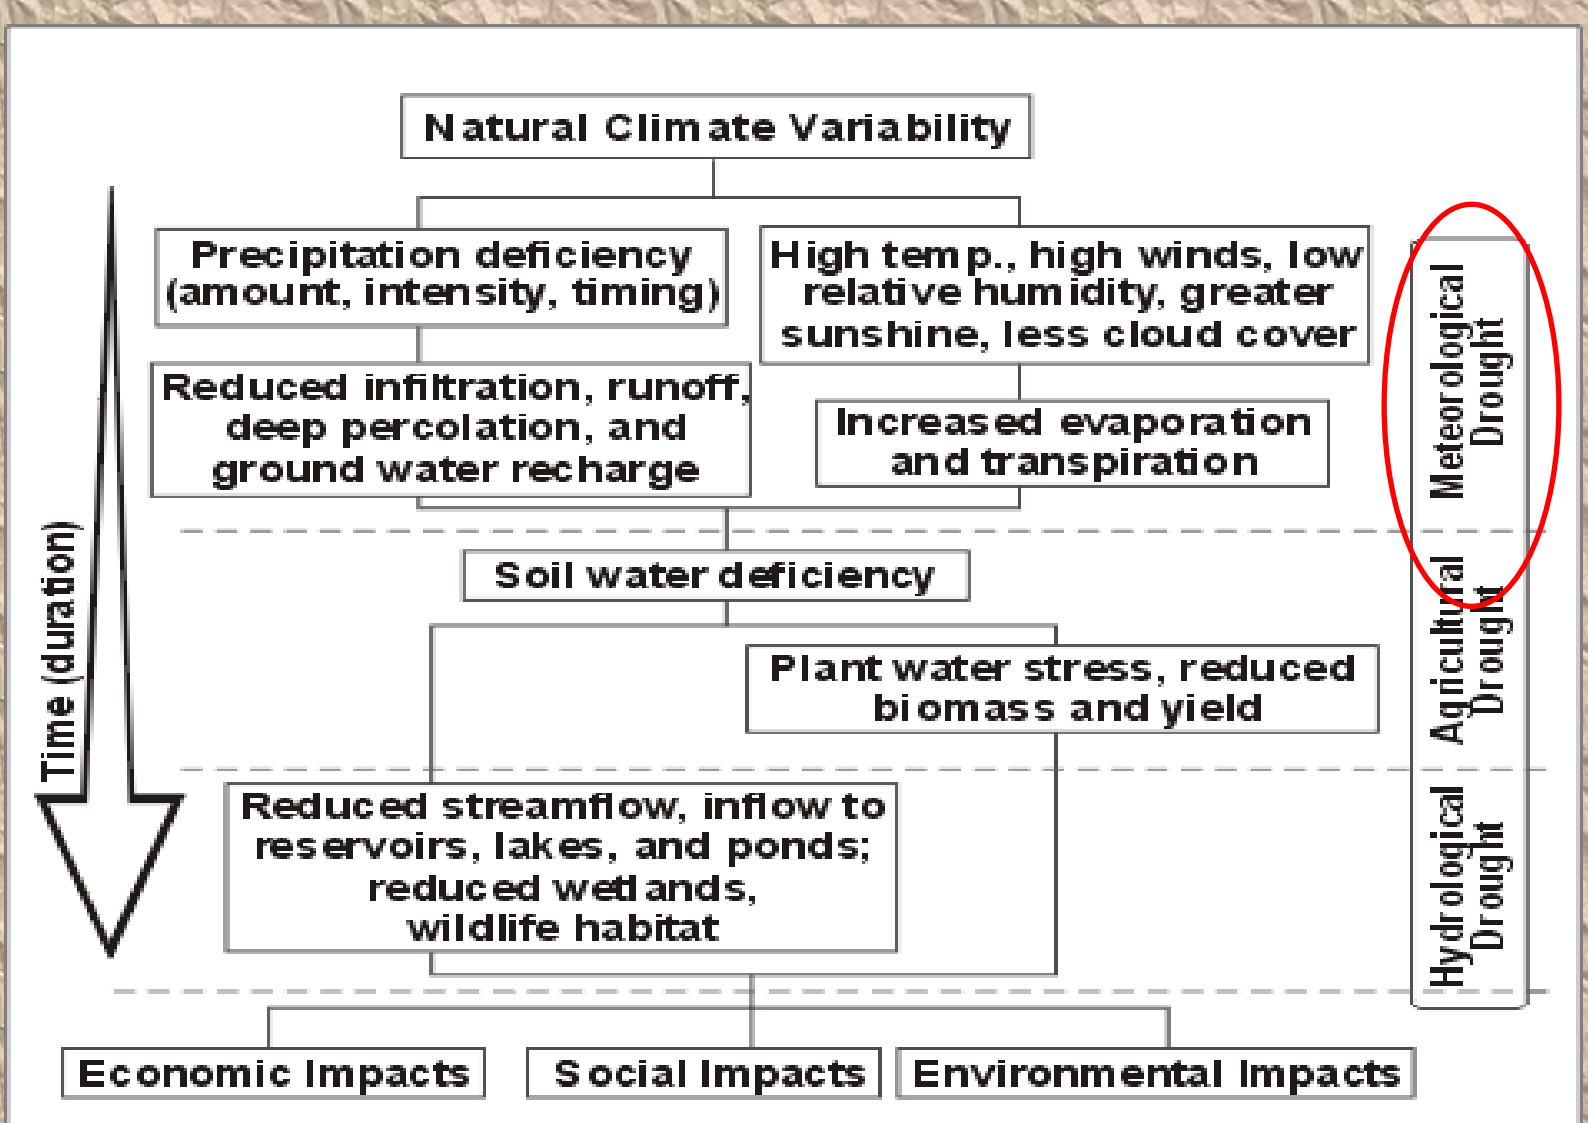 Natural Climate Variability
Precipitation deficiency
(amount, intensity, timing)
High temp., high winds, low
relative humidity, greater
sunshine, less cloud cover
Reduced infiltration, runoff,
deep percolation, and
ground water recharge
Increased evaporation
and transpiration
Meteorological
Drought
Time (duration)
Soil water deficiency
Plant water stress, reduced
biomass and yield
Agricultural
Drought
Reduced streamflow, inflow to
reservoirs, lakes, and ponds;
reduced wetlands,
wildlife habitat
Hydrological
Drought
Economic Impacts
Social Impacts
Environmental Impacts